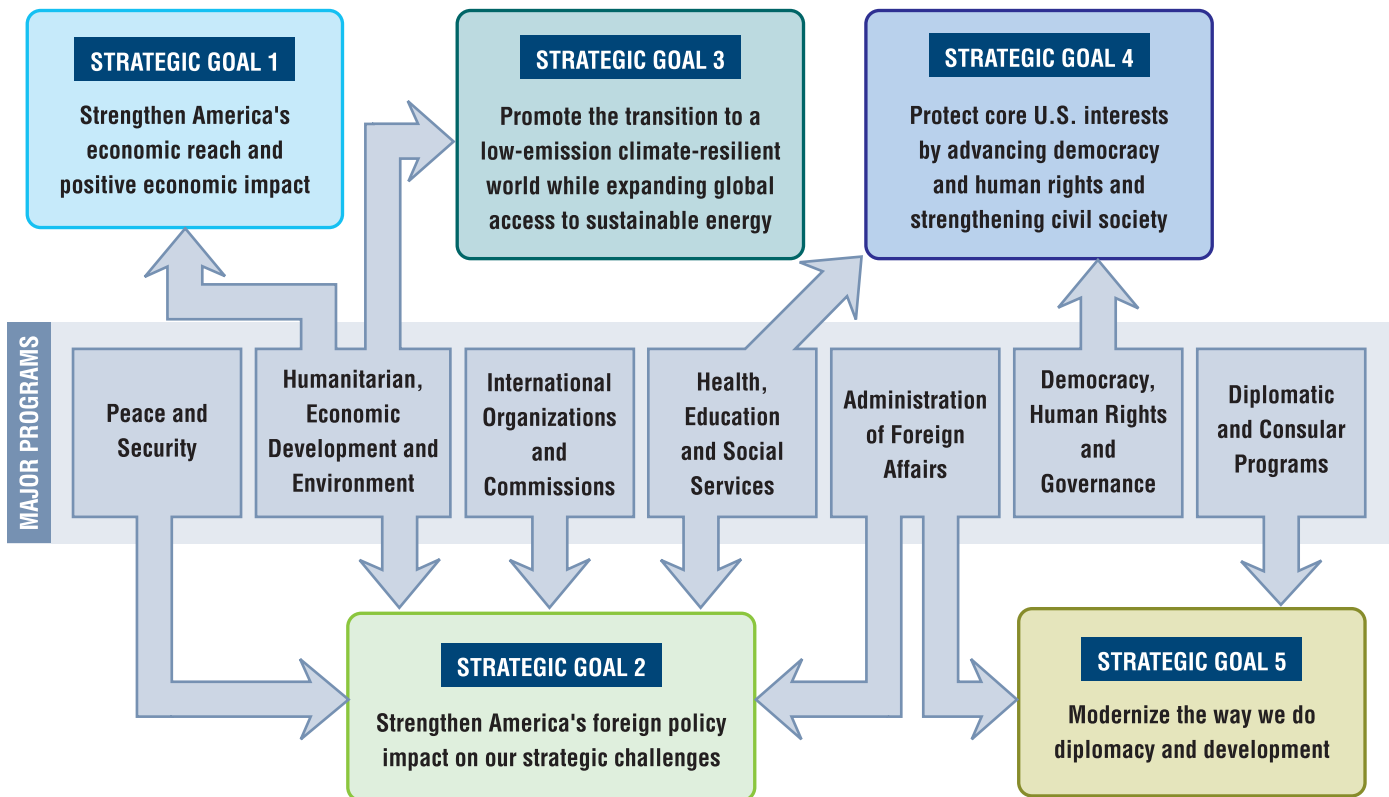 STRATEGIC GOAL 1
Strengthen America's
economic reach and
positive economic impact
STRATEGIC GOAL 3
Promote the transition to a
low-emission climate-resilient
world while expanding global
access to sustainable energy
STRATEGIC GOAL 4
Protect core U.S. interests
by advancing democracy
and human rights and
strengthening civil society
MAJOR PROGRAMS
Peace and
Security
Humanitarian,
Economic
Development and
Environment
International
Organizations
and
Commissions
Health,
Education
and Social
Services
Administration
of Foreign
Affairs
Democracy,
Human Rights
and
Governance
Diplomatic
and Consular
Programs
STRATEGIC GOAL 2
Strengthen America's foreign policy
impact on our strategic challenges
STRATEGIC GOAL 5
Modernize the way we do
diplomacy and development